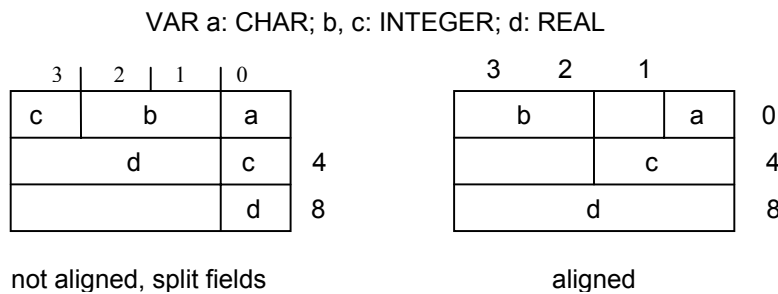 VAR a: CHAR; b, c: INTEGER; d: REAL
3 2 1 0
c b a
d c 4
d 8
not aligned, split fields
3 2 1
b a 0
c 4
d 8
aligned